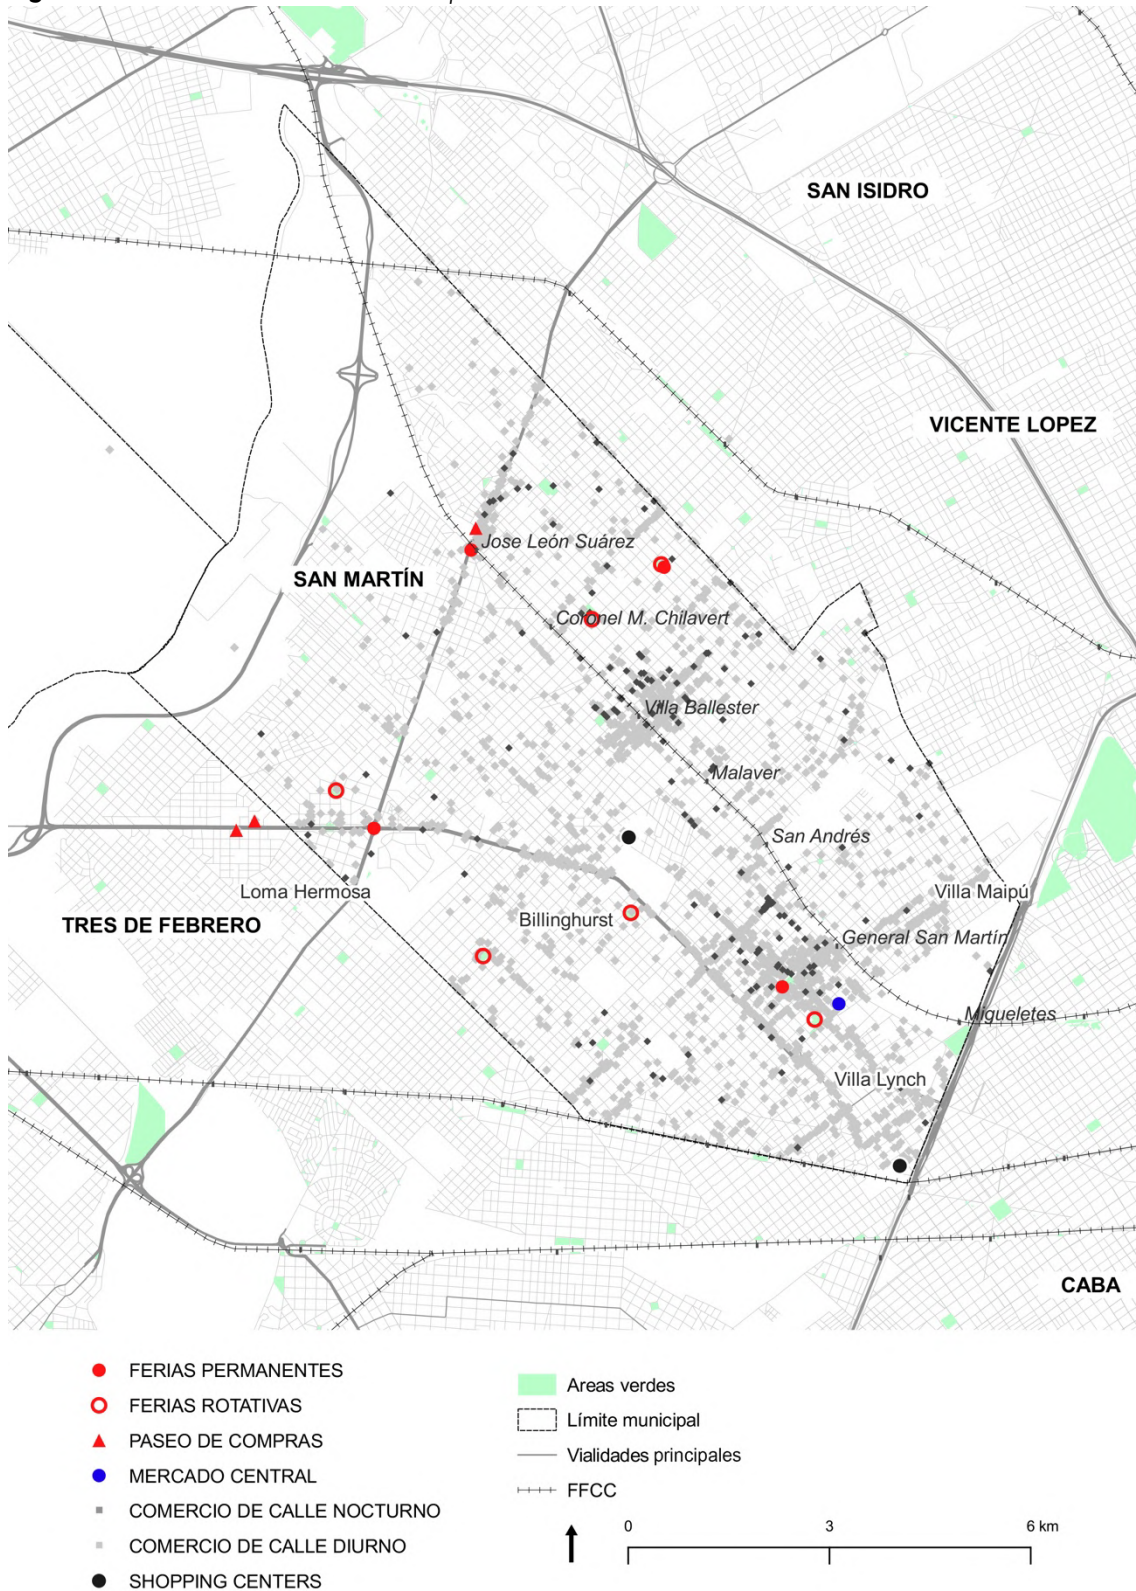 SAN ISIDRO
VICENTE LOPEZ
Jose León Suárez
SAN MARTÍN
Coronel M. Chilavert
Villa Ballester
Malaver
San Andrés
Loma Hermosa
Villa Maipú
TRES DE FEBRERO
Billinghurst
General San Martín
Migueletes
Villa Lynch
CABA
FERIAS PERMANENTES
FERIAS ROTATIVAS
PASEO DE COMPRAS
MERCADO CENTRAL
COMERCIO DE CALLE NOCTURNO
COMERCIO DE CALLE DIURNO
SHOPPING CENTERS
Areas verdes
Límite municipal
Vialidades principales
FFCC
0 3 6 km